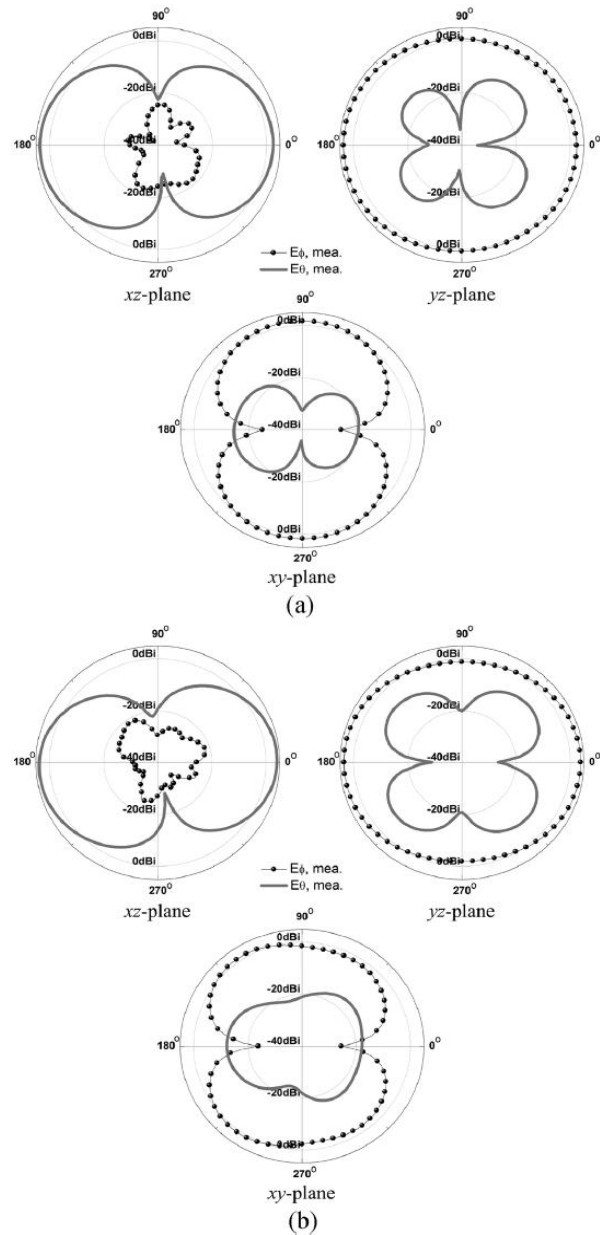 90°
0dBi
-20dBi
180°
-40dBi
0°
-20dBi
0dBi
270°
xz-plane
90°
0dBi
-20dBi
180°
-40dBi
0°
-20dBi
0dBi
270°
yz-plane
Eϕ, mea.
Eθ, mea.
90°
0dBi
-20dBi
180°
-40dBi
0°
-20dBi
0dBi
270°
xy-plane
(a)
90°
0dBi
-20dBi
180°
-40dBi
0°
-20dBi
0dBi
270°
xz-plane
90°
0dBi
-20dBi
180°
-40dBi
0°
-20dBi
0dBi
270°
yz-plane
Eϕ, mea.
Eθ, mea.
90°
0dBi
-20dBi
180°
-40dBi
0°
-20dBi
0dBi
270°
xy-plane
(b)